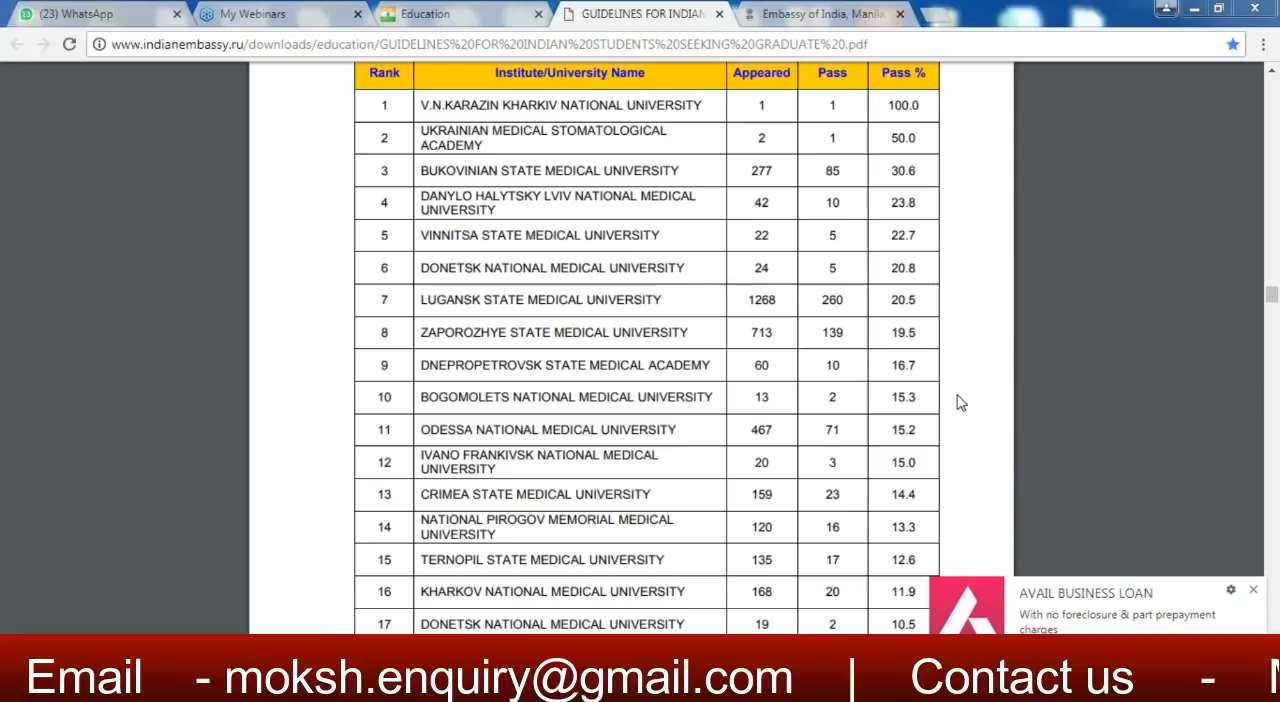 (23) WhatsApp
My Webinars
Education
GUIDELINES FOR INDIAN
Embassy of India, Manila
www.indianembassy.ru/downloads/education/GUIDELINES%20FOR%20INDIAN%20STUDENTS%20SEEKING%20GRADUATE%20.pdf
Rank Institute/University Name Appeared Pass Pass %
1 V.N.KARAZIN KHARKIV NATIONAL UNIVERSITY 1 1 100.0
2 UKRAINIAN MEDICAL STOMATOLOGICAL
ACADEMY 2 1 50.0
3 BUKOVINIAN STATE MEDICAL UNIVERSITY 277 85 30.6
4 DANYLO HALYTSKY LVIV NATIONAL MEDICAL
UNIVERSITY 42 10 23.8
5 VINNITSA STATE MEDICAL UNIVERSITY 22 5 22.7
6 DONETSK NATIONAL MEDICAL UNIVERSITY 24 5 20.8
7 LUGANSK STATE MEDICAL UNIVERSITY 1268 260 20.5
8 ZAPOROZHYE STATE MEDICAL UNIVERSITY 713 139 19.5
9 DNEPROPETROVSK STATE MEDICAL ACADEMY 60 10 16.7
10 BOGOMOLETS NATIONAL MEDICAL UNIVERSITY 13 2 15.3
11 ODESSA NATIONAL MEDICAL UNIVERSITY 467 71 15.2
12 IVANO FRANKIVSK NATIONAL MEDICAL
UNIVERSITY 20 3 15.0
13 CRIMEA STATE MEDICAL UNIVERSITY 159 23 14.4
14 NATIONAL PIROGOV MEMORIAL MEDICAL
UNIVERSITY 120 16 13.3
15 TERNOPIL STATE MEDICAL UNIVERSITY 135 17 12.6
16 KHARKOV NATIONAL MEDICAL UNIVERSITY 168 20 11.9
17 DONETSK NATIONAL MEDICAL UNIVERSITY 19 2 10.5
AVAIL BUSINESS LOAN
With no foreclosure & part prepayment
charges
Email - moksh.enquiry@gmail.com | Contact us -